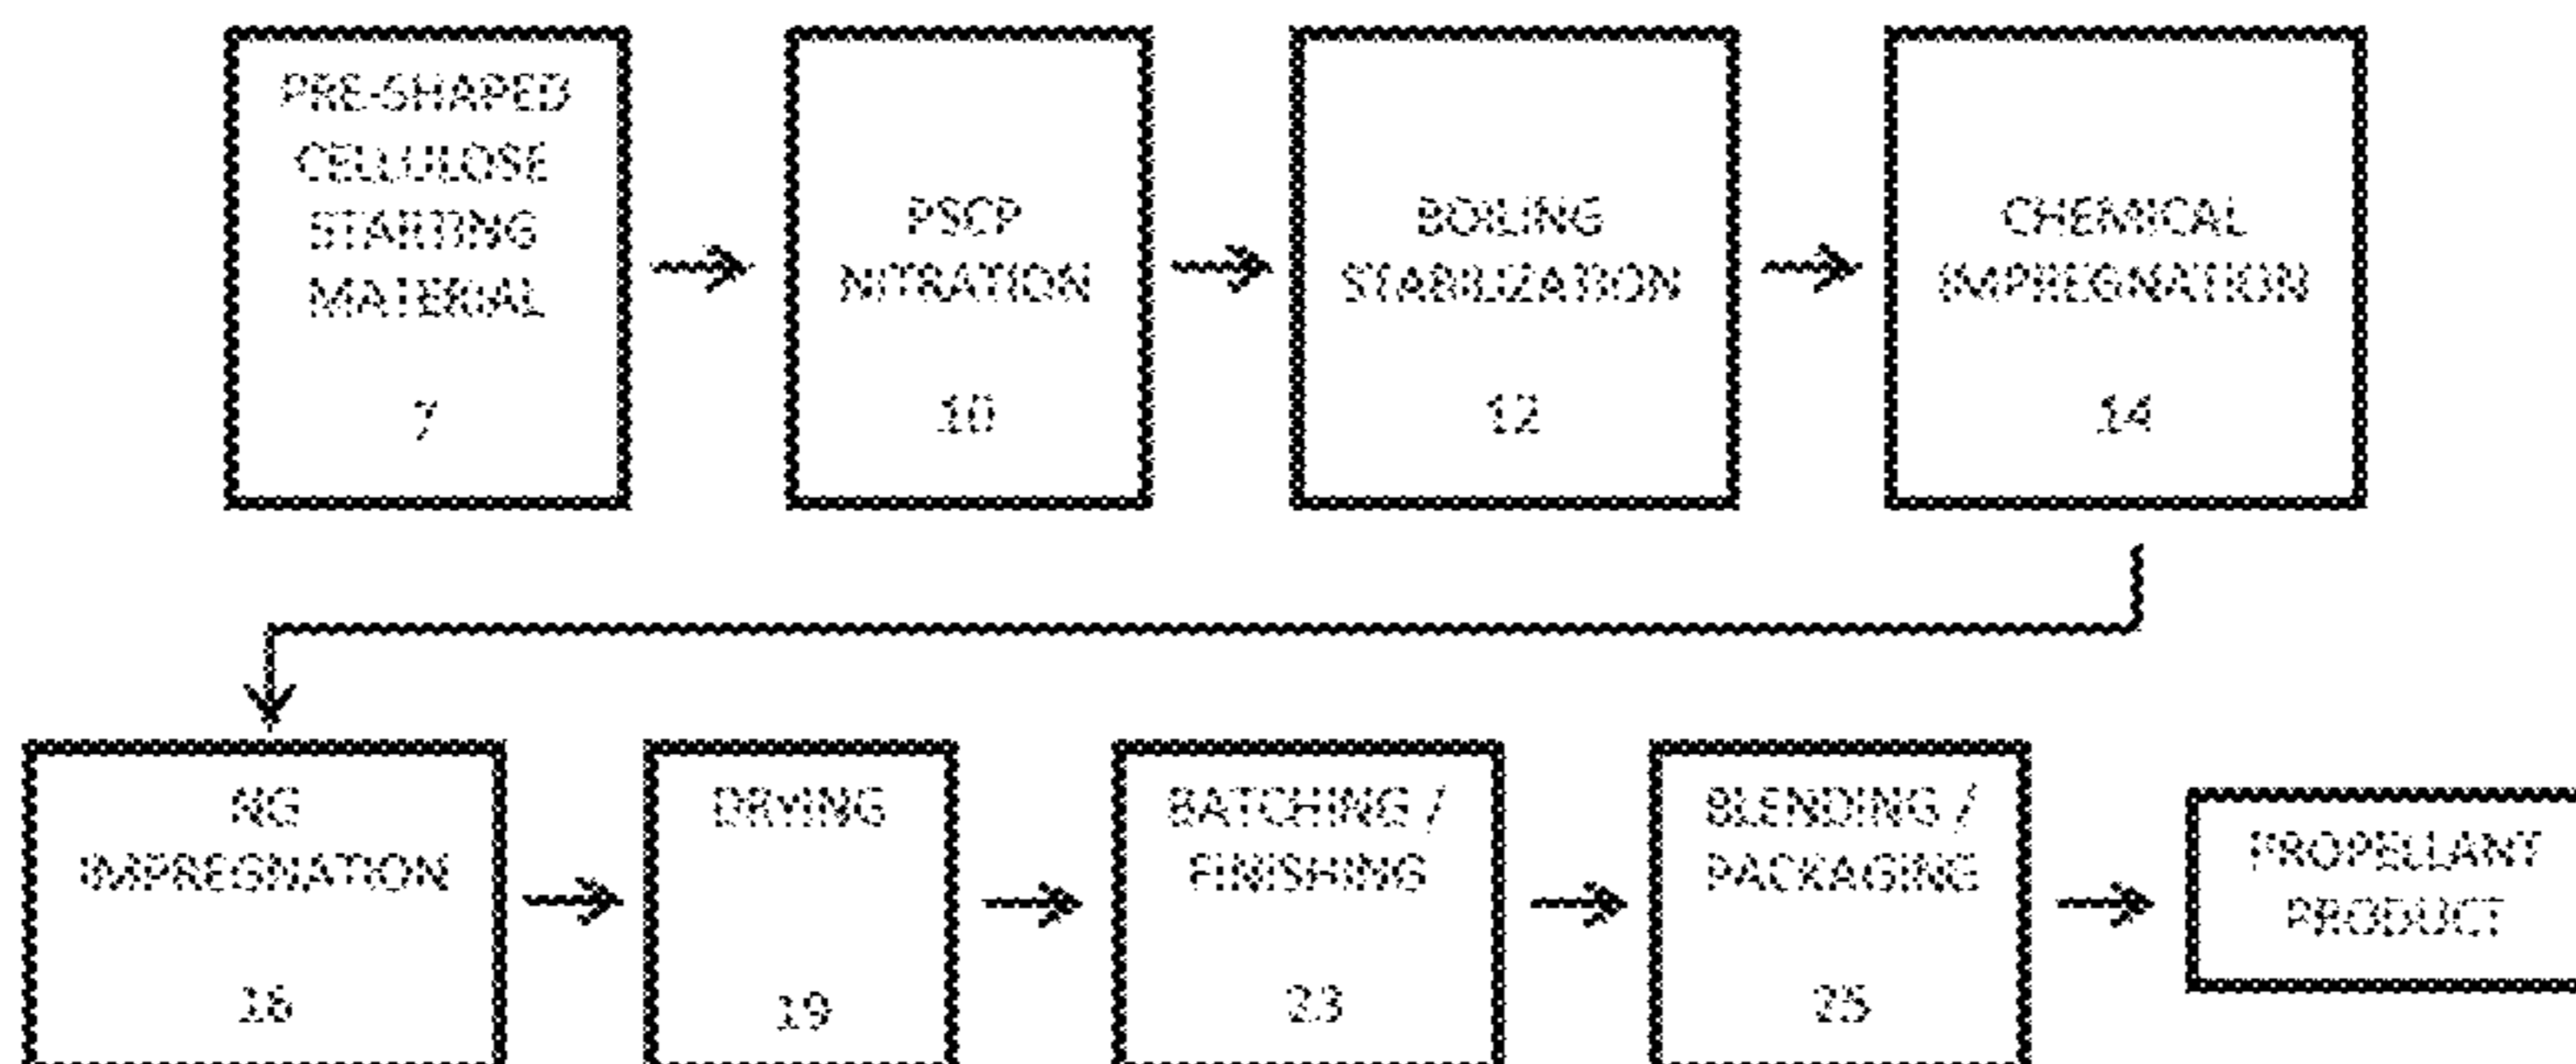 PRE-SHAPED
CELLULOSE
STARTING
MATERIAL
7
PSCP
NITRATION
10
BOILING
STABILIZATION
12
CHEMICAL
IMPREGNATION
14
NG
IMPREGNATION
16
DRYING
19
BATCHING /
FINISHING
23
BLENDING /
PACKAGING
25
PROPELLANT
PRODUCT